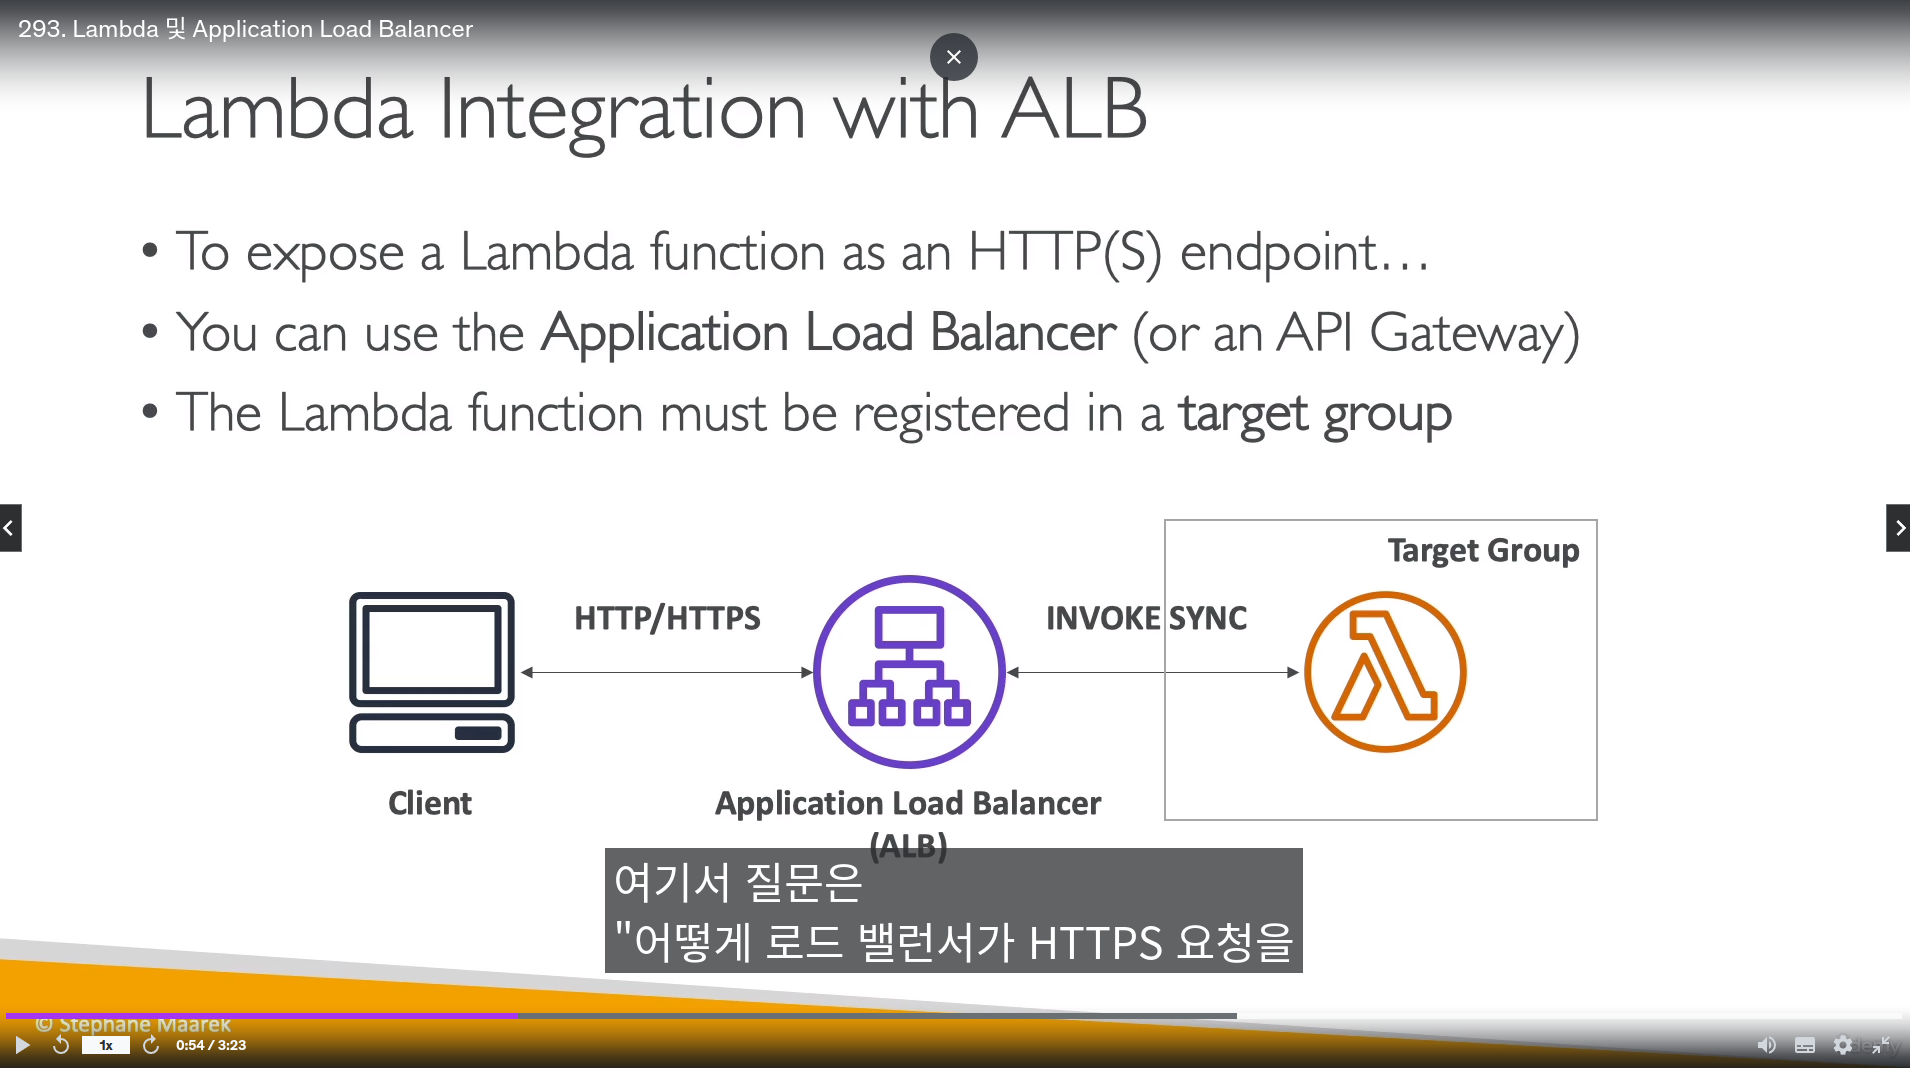 293. Lambda 및 Application Load Balancer
Lambda Integration with ALB
• To expose a Lambda function as an HTTP(S) endpoint…
• You can use the Application Load Balancer (or an API Gateway)
• The Lambda function must be registered in a target group
Target Group
HTTP/HTTPS
INVOKE SYNC
Client
Application Load Balancer
(ALB)
여기서 질문은
"어떻게 로드 밸런서가 HTTPS 요청을
© Stephane Maarek
1x
0:54 / 3:23